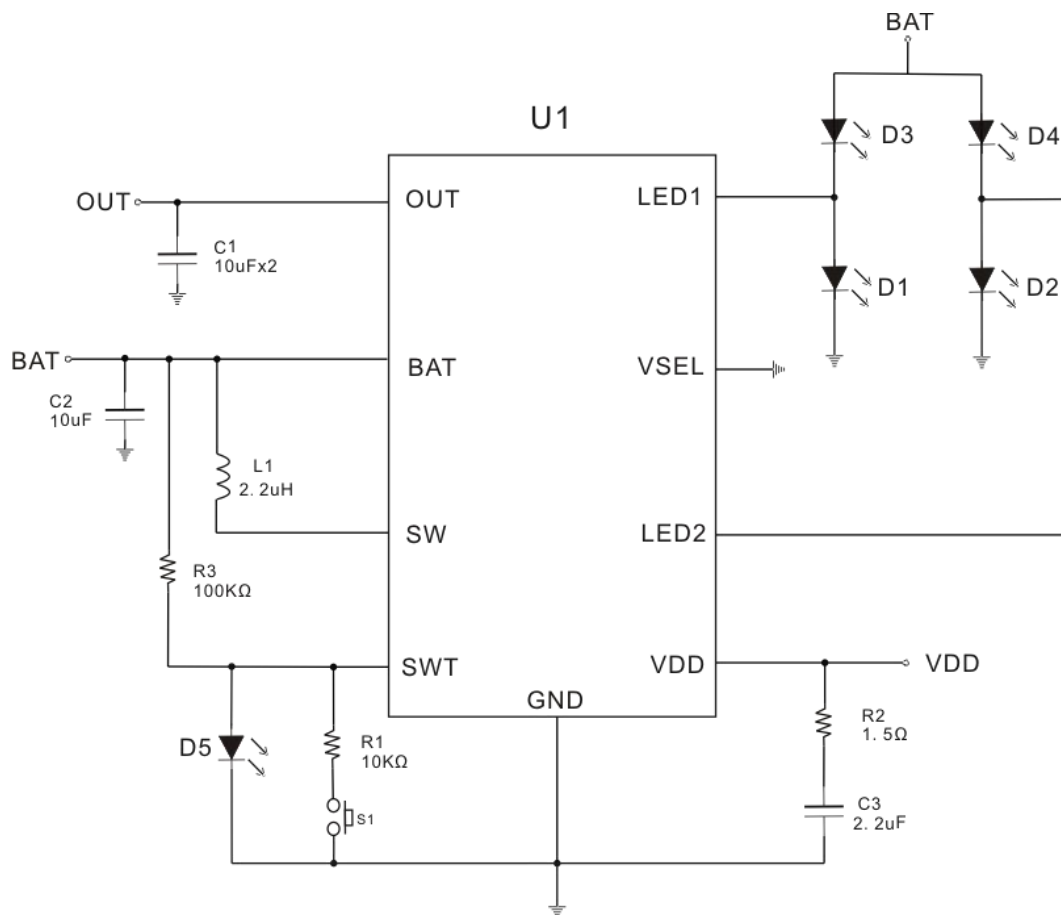 BAT
U1
D3
D4
OUT
OUT
LED1
C1
10uFx2
D1
D2
BAT
BAT
VSEL
C2
10uF
L1
2. 2uH
SW
LED2
R3
100KΩ
SWT
VDD
VDD
GND
D5
R1
10KΩ
R2
1. 5Ω
S1
C3
2. 2uF